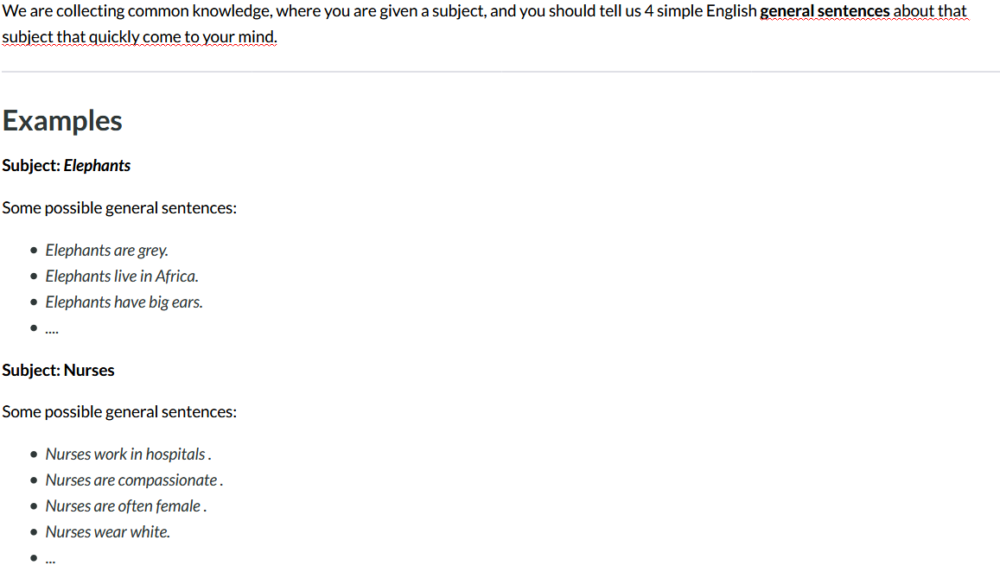 We are collecting common knowledge, where you are given a subject, and you should tell us 4 simple English general sentences about that
subject that quickly come to your mind.
Examples
Subject: Elephants
Some possible general sentences:
• Elephants are grey.
• Elephants live in Africa.
• Elephants have big ears.
• ....
Subject: Nurses
Some possible general sentences:
• Nurses work in hospitals .
• Nurses are compassionate .
• Nurses are often female .
• Nurses wear white.
• ...